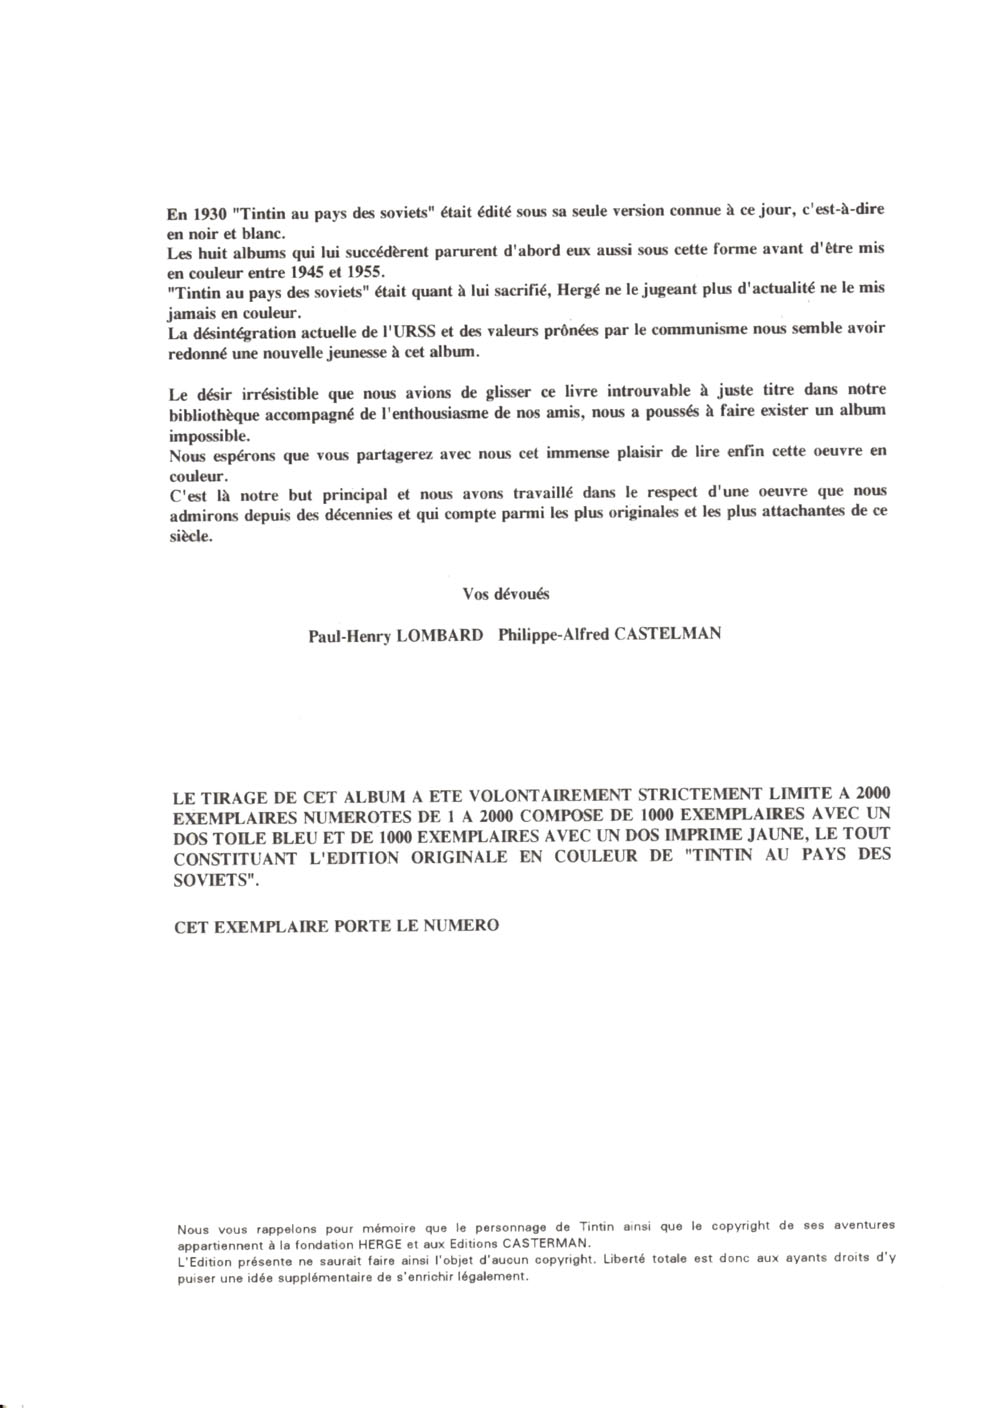 En 1930 "Tintin au pays des soviets" était édité sous sa seule version connue à ce jour, c'est-à-dire
en noir et blanc.
Les huit albums qui lui succédèrent parurent d'abord eux aussi sous cette forme avant d'être mis
en couleur entre 1945 et 1955.
"Tintin au pays des soviets" était quant à lui sacrifié, Hergé ne le jugeant plus d'actualité ne le mis
jamais en couleur.
La désintégration actuelle de l'URSS et des valeurs prônées par le communisme nous semble avoir
redonné une nouvelle jeunesse à cet album.
Le désir irrésistible que nous avions de glisser ce livre introuvable à juste titre dans notre
bibliothèque accompagné de l'enthousiasme de nos amis, nous a poussés à faire exister un album
impossible.
Nous espérons que vous partagerez avec nous cet immense plaisir de lire enfin cette oeuvre en
couleur.
C'est là notre but principal et nous avons travaillé dans le respect d'une oeuvre que nous
admirons depuis des décennies et qui compte parmi les plus originales et les plus attachantes de ce
siècle.
Vos dévoués
Paul-Henry LOMBARD Philippe-Alfred CASTELMAN
LE TIRAGE DE CET ALBUM A ETE VOLONTAIREMENT STRICTEMENT LIMITE A 2000
EXEMPLAIRES NUMEROTES DE 1 A 2000 COMPOSE DE 1000 EXEMPLAIRES AVEC UN
DOS TOILE BLEU ET DE 1000 EXEMPLAIRES AVEC UN DOS IMPRIME JAUNE, LE TOUT
CONSTITUANT L'EDITION ORIGINALE EN COULEUR DE "TINTIN AU PAYS DES
SOVIETS".
CET EXEMPLAIRE PORTE LE NUMERO
Nous vous rappelons pour mémoire que le personnage de Tintin ainsi que le copyright de ses aventures
appartiennent à la fondation HERGE et aux Editions CASTERMAN.
L'Edition présente ne saurait faire ainsi l'objet d'aucun copyright. Liberté totale est donc aux ayants droits d'y
puiser une idée supplémentaire de s'enrichir légalement.